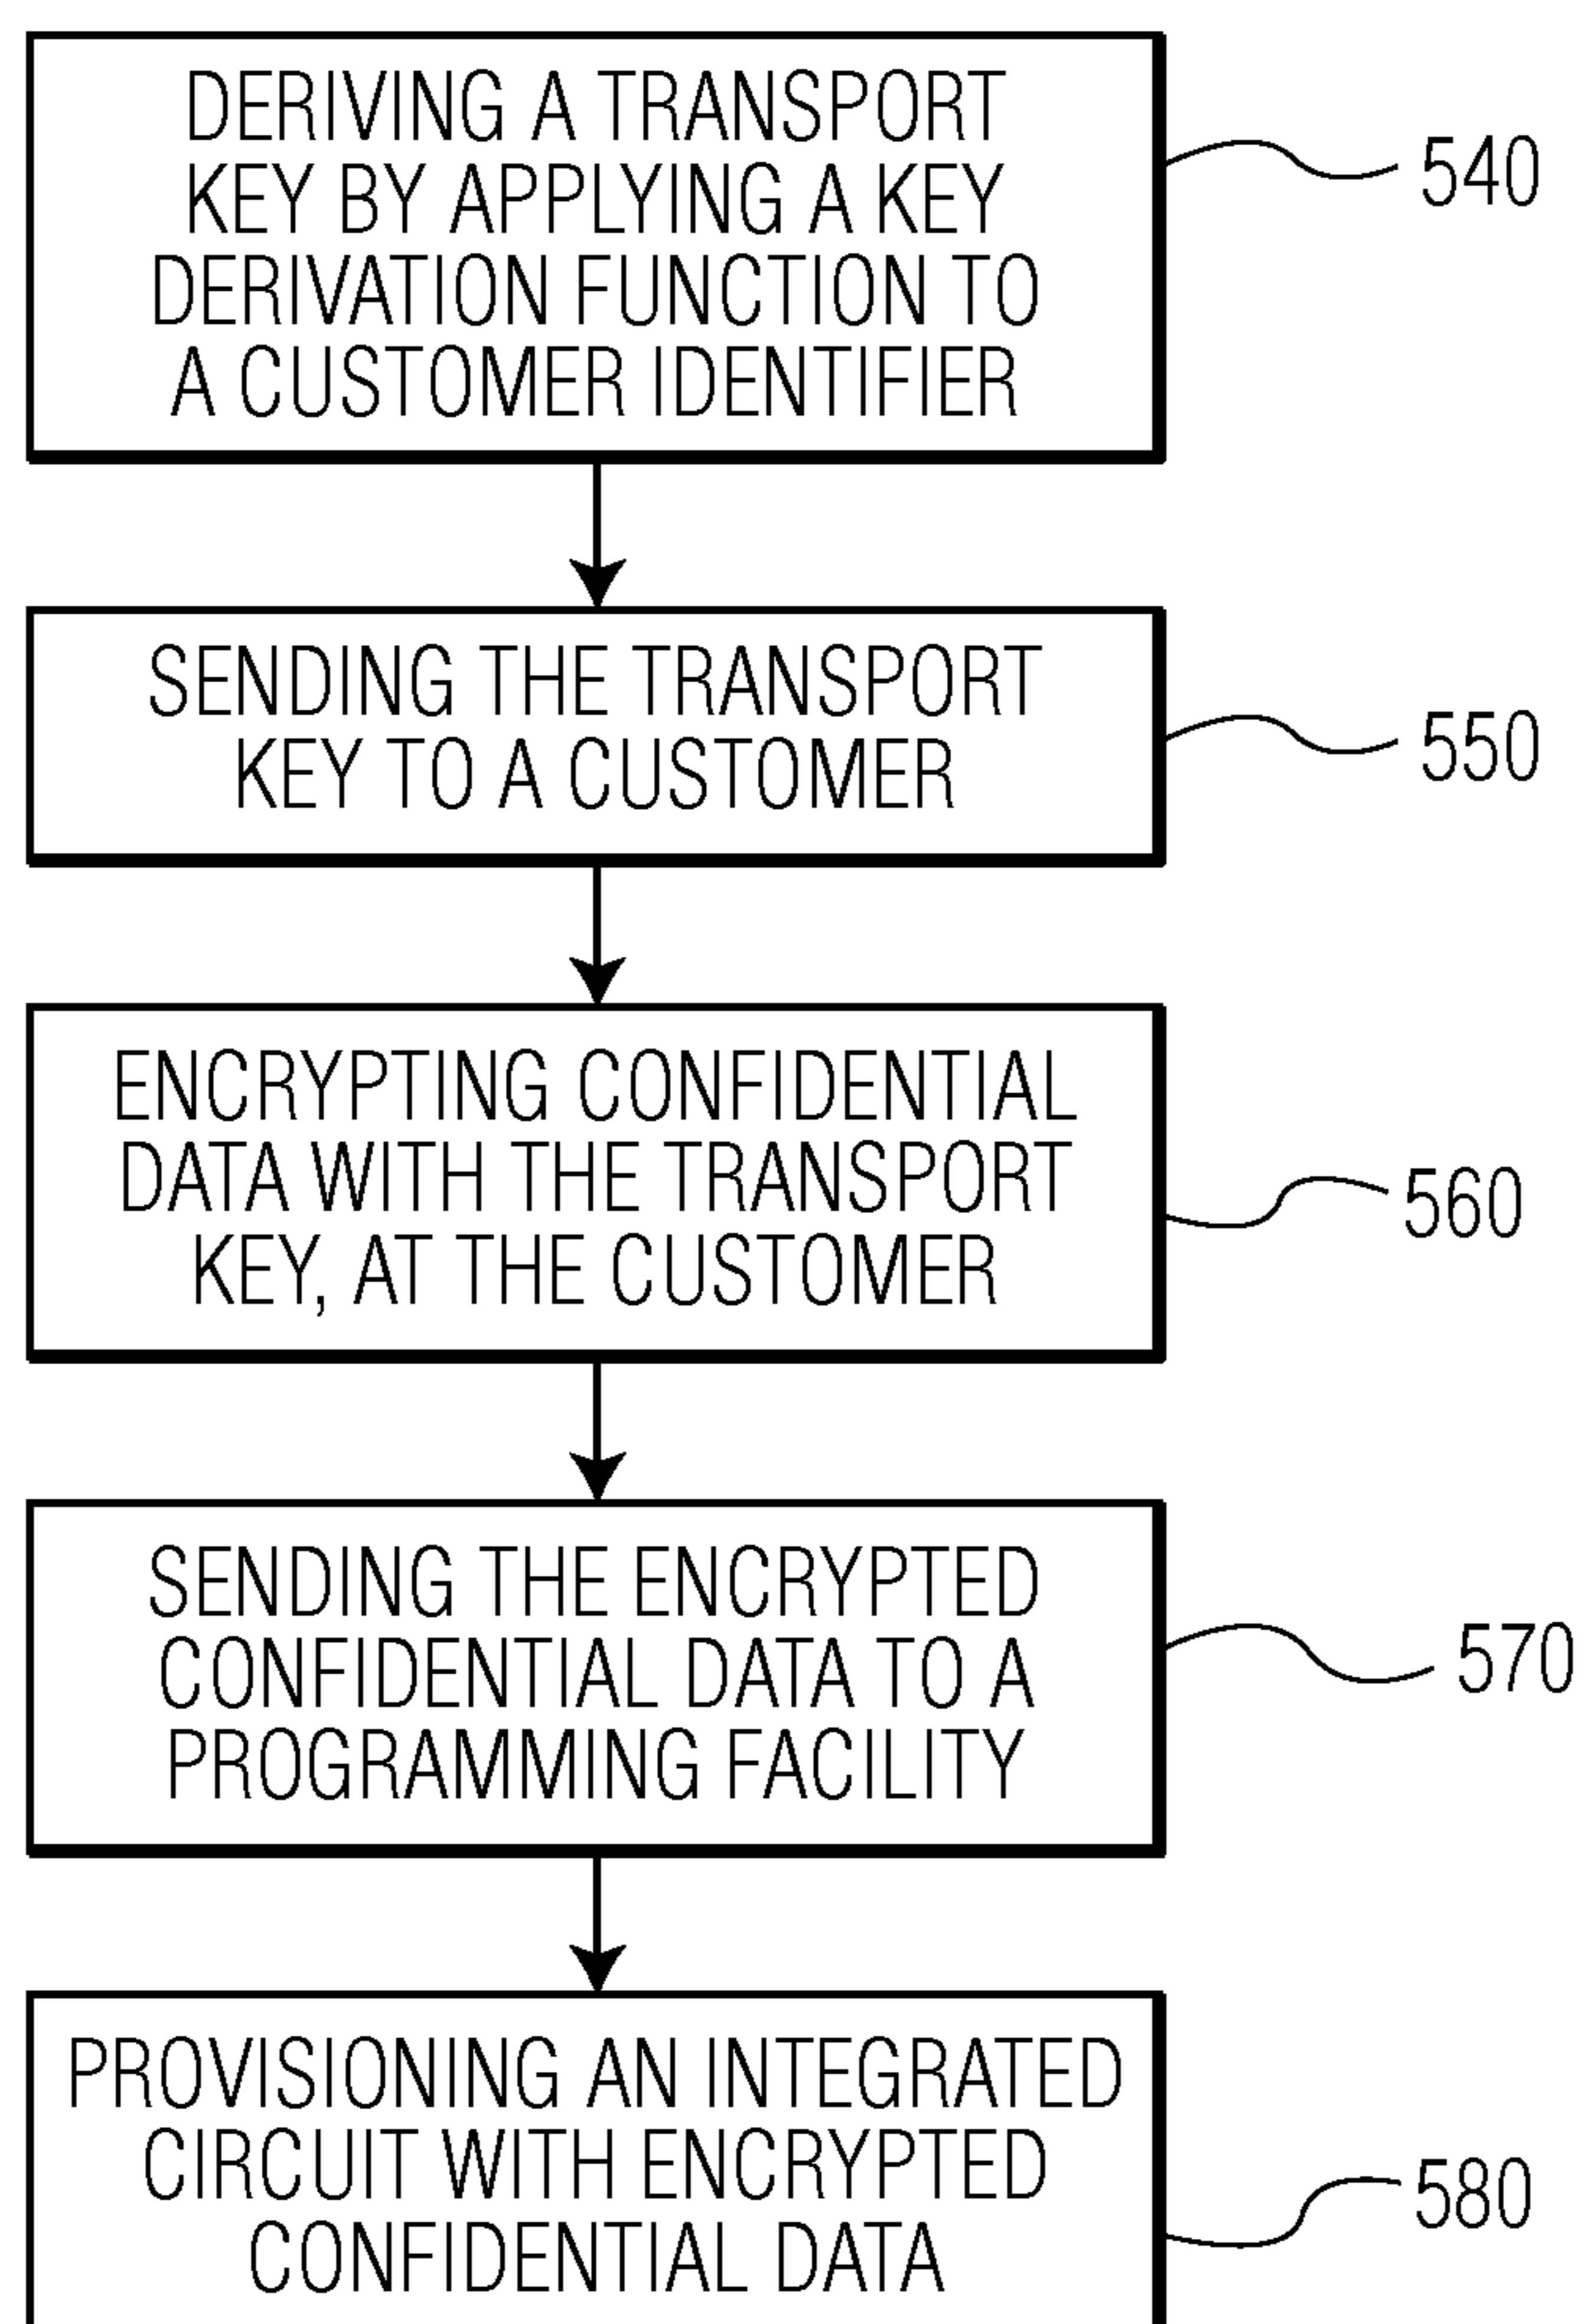 DERIVING A TRANSPORT
KEY BY APPLYING A KEY
DERIVATION FUNCTION TO
A CUSTOMER IDENTIFIER
540
SENDING THE TRANSPORT
KEY TO A CUSTOMER
550
ENCRYPTING CONFIDENTIAL
DATA WITH THE TRANSPORT
KEY, AT THE CUSTOMER
560
SENDING THE ENCRYPTED
CONFIDENTIAL DATA TO A
PROGRAMMING FACILITY
570
PROVISIONING AN INTEGRATED
CIRCUIT WITH ENCRYPTED
CONFIDENTIAL DATA
580